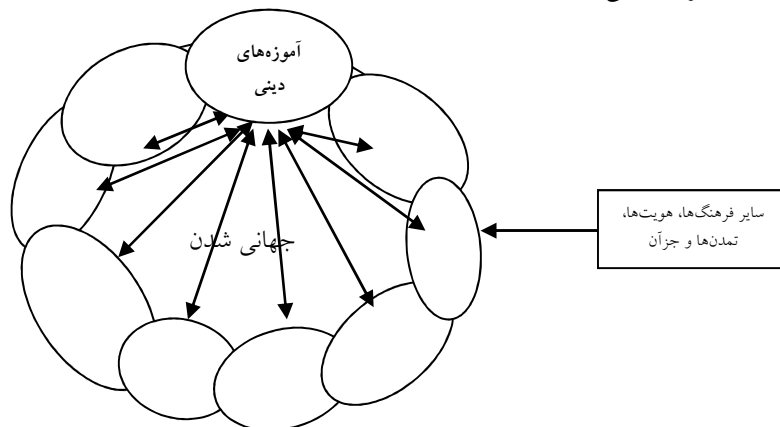 آموزه‌های
دینی
جهانی شدن
سایر فرهنگ‌ها، هویت‌ها،
تمدن‌ها و جزآن